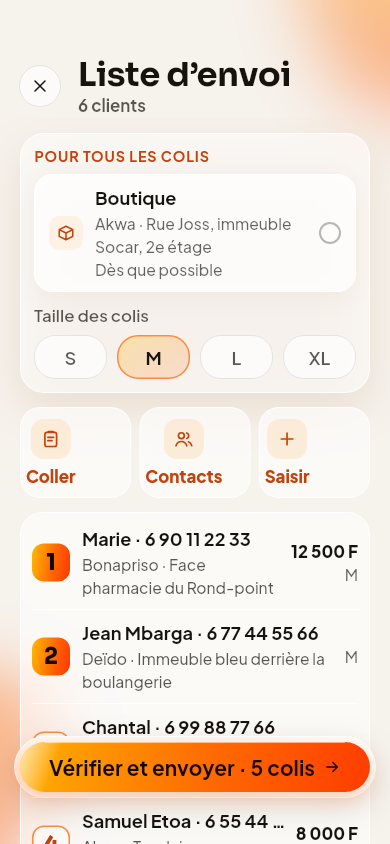 Liste d’envoi
6 clients
POUR TOUS LES COLIS
Boutique
Akwa · Rue Joss, immeuble
Socar, 2e étage
Dès que possible
Taille des colis
S M L XL
Coller Contacts Saisir
1 Marie · 6 90 11 22 33 12 500 F
Bonapriso · Face M
pharmacie du Rond-point
2 Jean Mbarga · 6 77 44 55 66
Deïdo · Immeuble bleu derrière la M
boulangerie
Chantal · 6 99 88 77 66
Vérifier et envoyer · 5 colis →
Samuel Etoa · 6 55 44 … 8 000 F